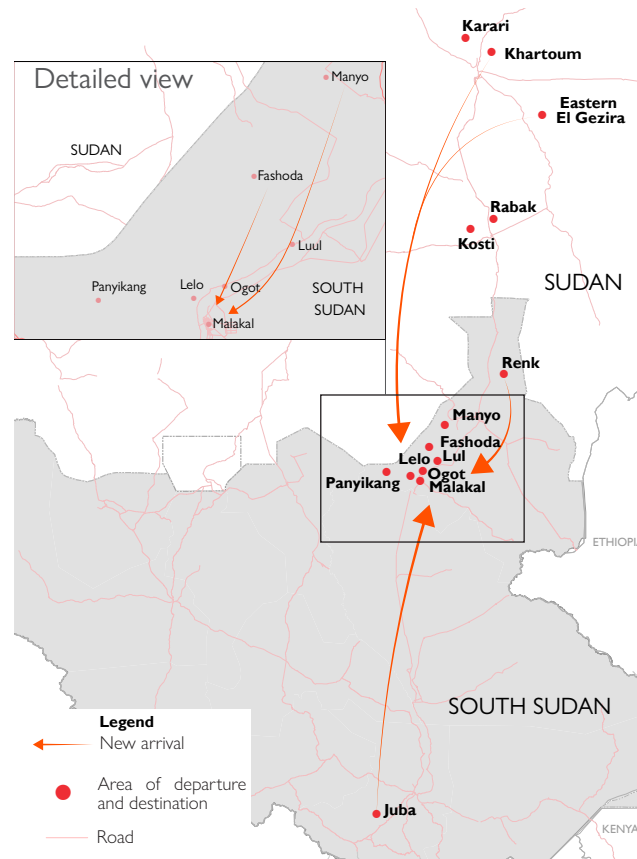 Karari
Khartoum
Detailed view
Manyo
Eastern
El Gezira
SUDAN
Fashoda
Rabak
Luul
Kosti
Panyikang
Lelo
Ogot
SOUTH
SUDAN
SUDAN
Malakal
Renk
Manyo
Fashoda
Lelo
Lul
Panyikang
Ogot
Malakal
ETHIOPI
SOUTH SUDAN
Legend
New arrival
Area of departure
and destination
Juba
Road
KENYA